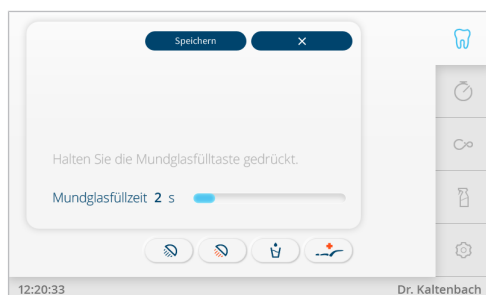 Speichern
Halten Sie die Mundglasfülltaste gedrückt.
Mundglasfüllzeit 2 s
12:20:33 Dr. Kaltenbach